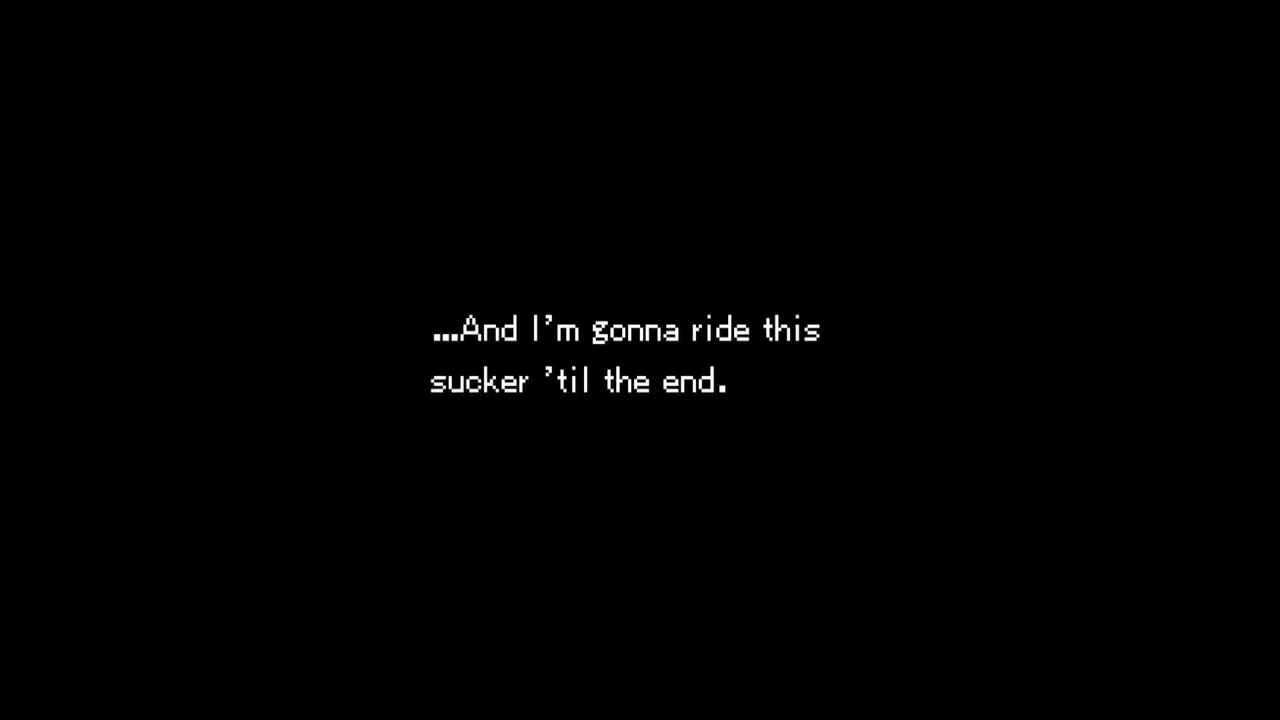 ...And I'm gonna ride this
sucker 'til the end.